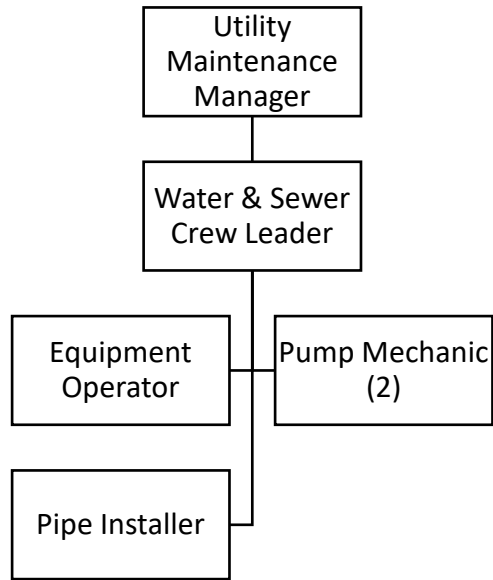 Utility
Maintenance
Manager
Water & Sewer
Crew Leader
Equipment
Operator
Pump Mechanic
(2)
Pipe Installer